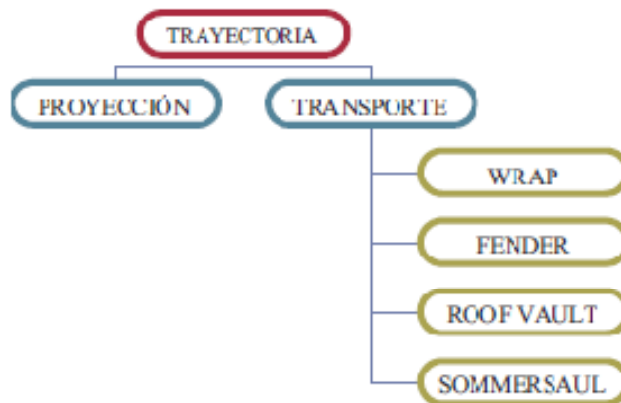 TRAYECTORIA
PROYECCIÓN
TRANSPORTE
WRAP
FENDER
ROOF VAULT
SOMMERSAUL